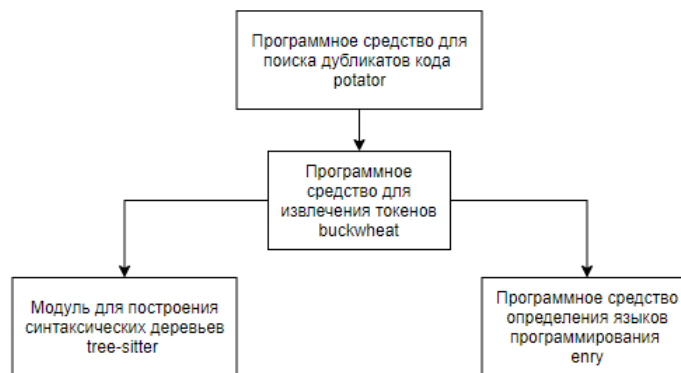 Программное средство для
поиска дубликатов кода
potator
Программное
средство для
извлечения токенов
buckwheat
Модуль для построения
синтаксических деревьев
tree-sitter
Программное средство
определения языков
программирования
enry